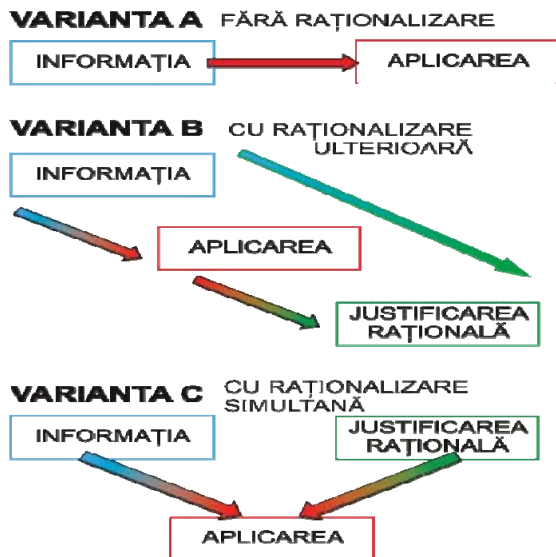 VARIANTA A FĂRĂ RAȚIONALIZARE
INFORMAȚIA
APLICAREA
VARIANTA B CU RAȚIONALIZARE
ULTERIOARĂ
INFORMAȚIA
APLICAREA
JUSTIFICAREA
RAȚIONALĂ
VARIANTA C CU RAȚIONALIZARE
SIMULTANĂ
INFORMAȚIA
JUSTIFICAREA
RAȚIONALĂ
APLICAREA